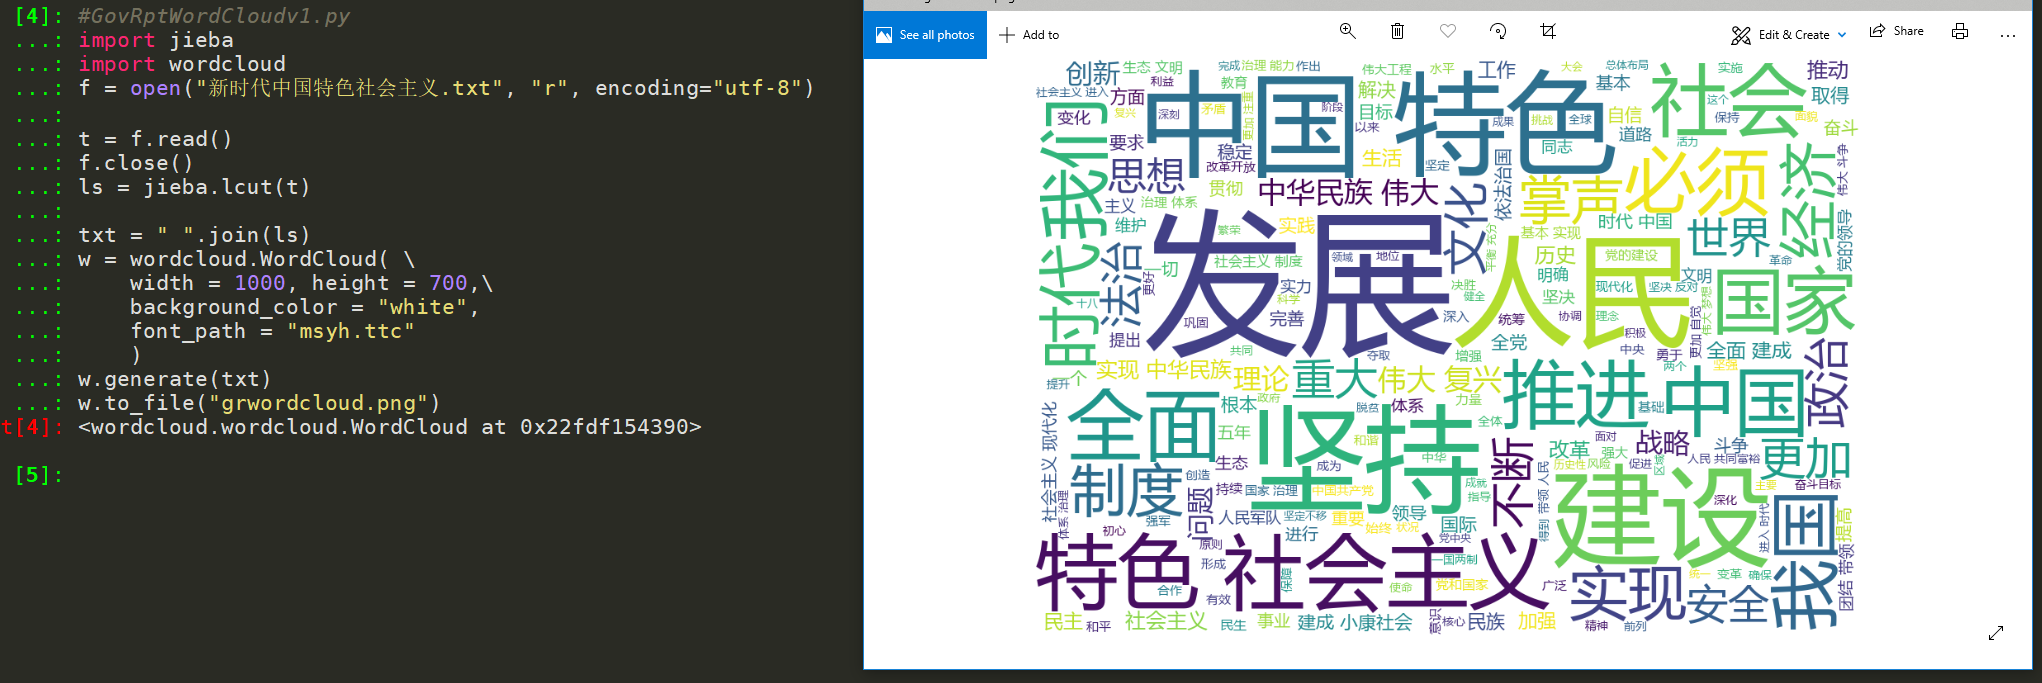 [4]: #GovRptWordCloudv1.py
...: import jieba
...: import wordcloud
...: f = open("新时代中国特色社会主义.txt", "r", encoding="utf-8")
...:
...: t = f.read()
...: f.close()
...: ls = jieba.lcut(t)
...:
...: txt = " ".join(ls)
...: w = wordcloud.WordCloud( \
...:     width = 1000, height = 700,\
...:     background_color = "white",
...:     font_path = "msyh.ttc"
...:     )
...: w.generate(txt)
...: w.to_file("grwordcloud.png")
t[4]: <wordcloud.wordcloud.WordCloud at 0x22fdf154390>
[5]:
See all photos
Add to
Edit & Create
Share
创新
生态 文明
完成
治理 能力
作出
伟大工程
水平
工作
大会
总体布局
实施
推动
社会主义 进入
方面
利益
教育
中国 特色
解决
基本
社会
取得
变化
复兴
深刻
矛盾
更加 注重
阶段
目标
以来
成果
挑战
全球
自信
这个
保持
面貌
奋斗
要求
稳定
改革开放
生活
坚定
同志
道路
活力
思想
贯彻
中华民族 伟大
文化
依法治国
掌声
必须
经济
伟大 斗争
时代
我们
主义
治理 体系
维护
繁荣
实践
平衡 充分
基本 实现
时代 中国
世界
党的领导
法治
一切
更好
社会主义 制度
发展
领域
地位
历史
人民
党的建设
文明
革命
十八
实力
科学
决胜
健全
明确
坚决
现代化
坚决 反对
伟大 梦想
国家
提出
巩固
完善
深入
统筹
协调
理念
积极
更加 自觉
共同
夺取
增强
全党
中央
勇于
全面 建成
政治
提升
一个
实现 中华民族
理论
重大
伟大 复兴
推进
两个
坚强
中国
全面
根本
政府
脱贫
体系
力量
基础
社会主义 现代化
五年
坚持
和谐
全体
不断
改革
面对
战略
斗争
更加
生态
成为
中华
历史性
风险
强大
促进
人民 共同富裕
制度
创造
持续
国家 治理
中国共产党
成就
指导
得到
带领 人民
建设
主要
奋斗目标
深化
体系 治理
初心
强军
问题
人民军队
坚定不移
重要
领导
始终
状况
国际
进入 时代
我国
提高
特色 社会主义
原则
进行
党中央
形成
一国两制
合作
有效
保障
使命
党和国家
广泛
实现
统一
变革
确保
安全
团结 带领
民主
和平
社会主义
民生
事业
建成 小康社会
意识
核心
民族
加强
精神
前列